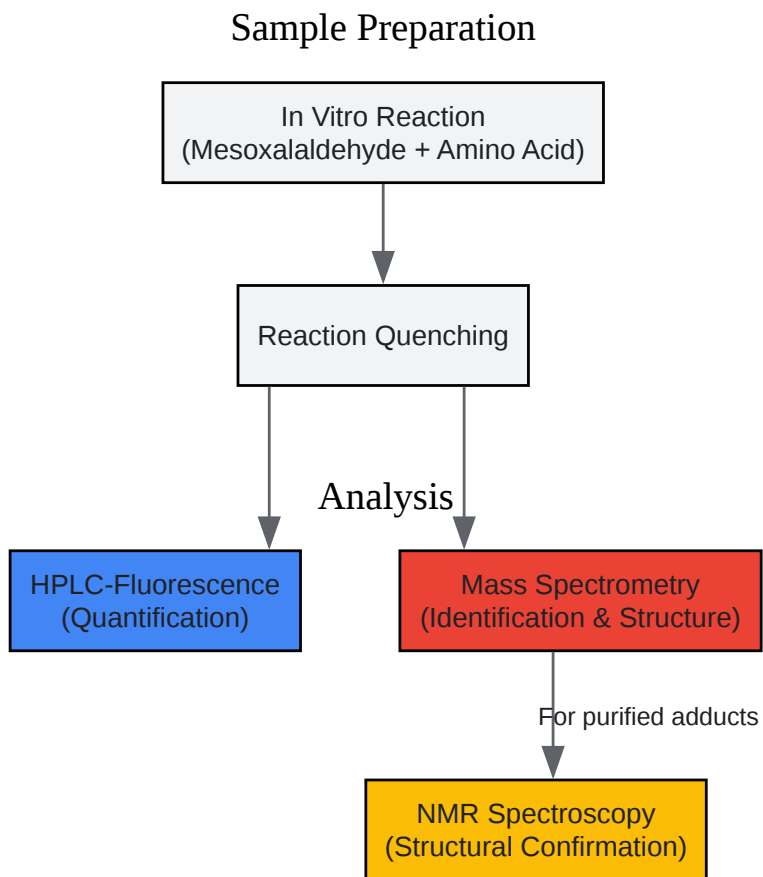 Sample Preparation
In Vitro Reaction
(Mesoxalaldehyde + Amino Acid)
Reaction Quenching
Analysis
HPLC-Fluorescence
(Quantification)
Mass Spectrometry
(Identification & Structure)
For purified adducts
NMR Spectroscopy
(Structural Confirmation)